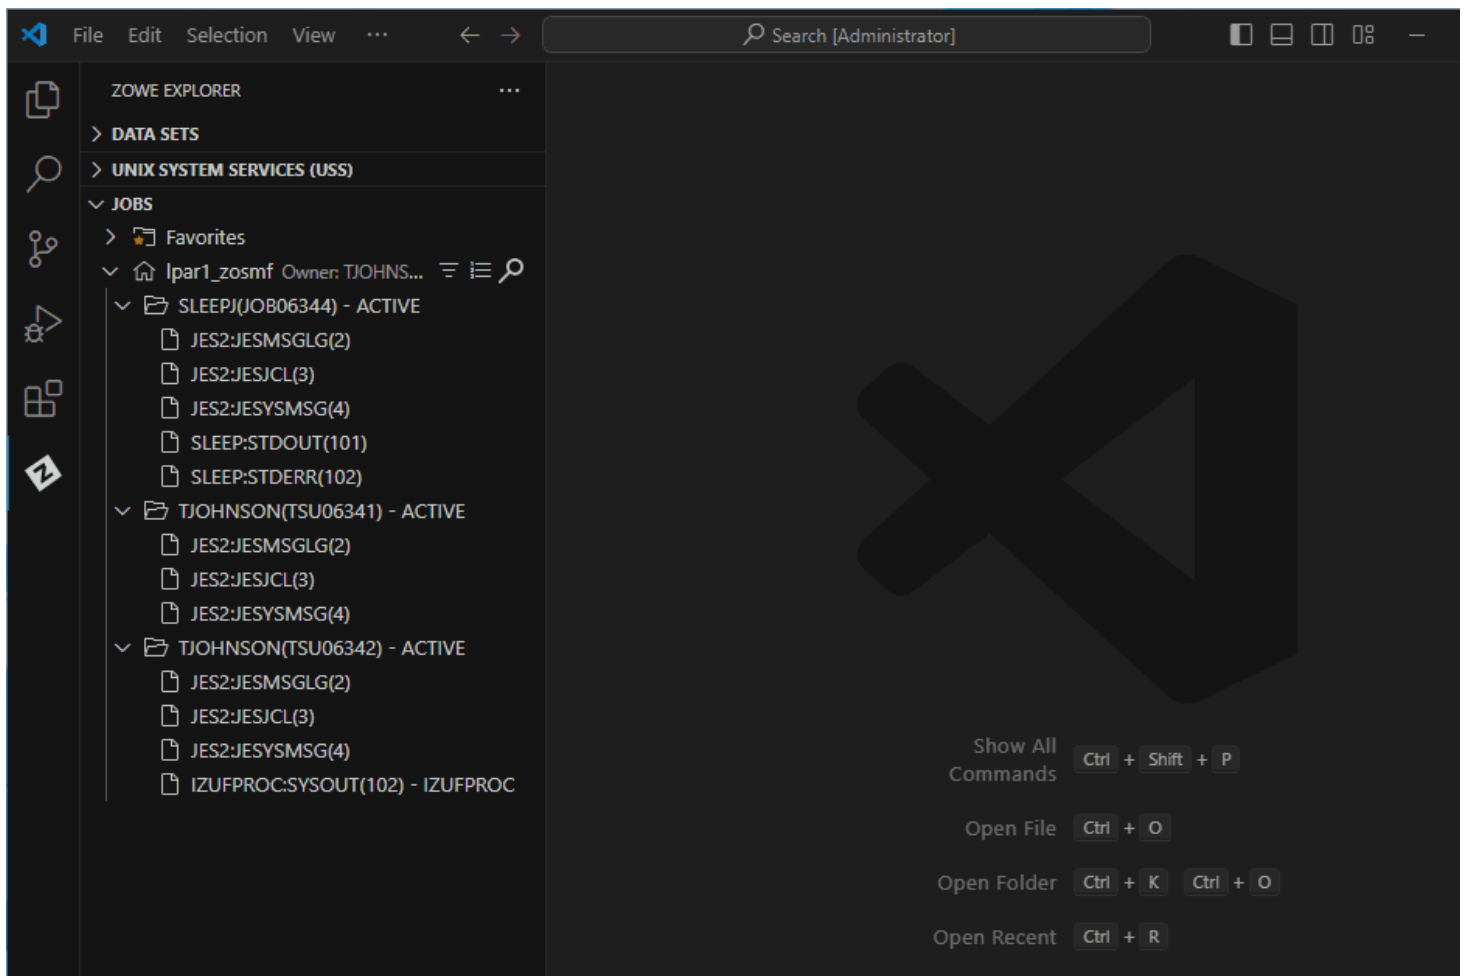 File Edit Selection View ··· Search [Administrator]
ZOWE EXPLORER
DATA SETS
UNIX SYSTEM SERVICES (USS)
JOBS
Favorites
lpar1_zosmf Owner: TJOHNS...
SLEEPJ(JOB06344) - ACTIVE
JES2:JESMSGLG(2)
JES2:JESJCL(3)
JES2:JESYSMSG(4)
SLEEP:STDOUT(101)
SLEEP:STDERR(102)
TJOHNSON(TSU06341) - ACTIVE
JES2:JESMSGLG(2)
JES2:JESJCL(3)
JES2:JESYSMSG(4)
TJOHNSON(TSU06342) - ACTIVE
JES2:JESMSGLG(2)
JES2:JESJCL(3)
JES2:JESYSMSG(4)
IZUFPROC:SYSOUT(102) - IZUFPROC
Show All
Commands Ctrl + Shift + P
Open File Ctrl + O
Open Folder Ctrl + K Ctrl + O
Open Recent Ctrl + R